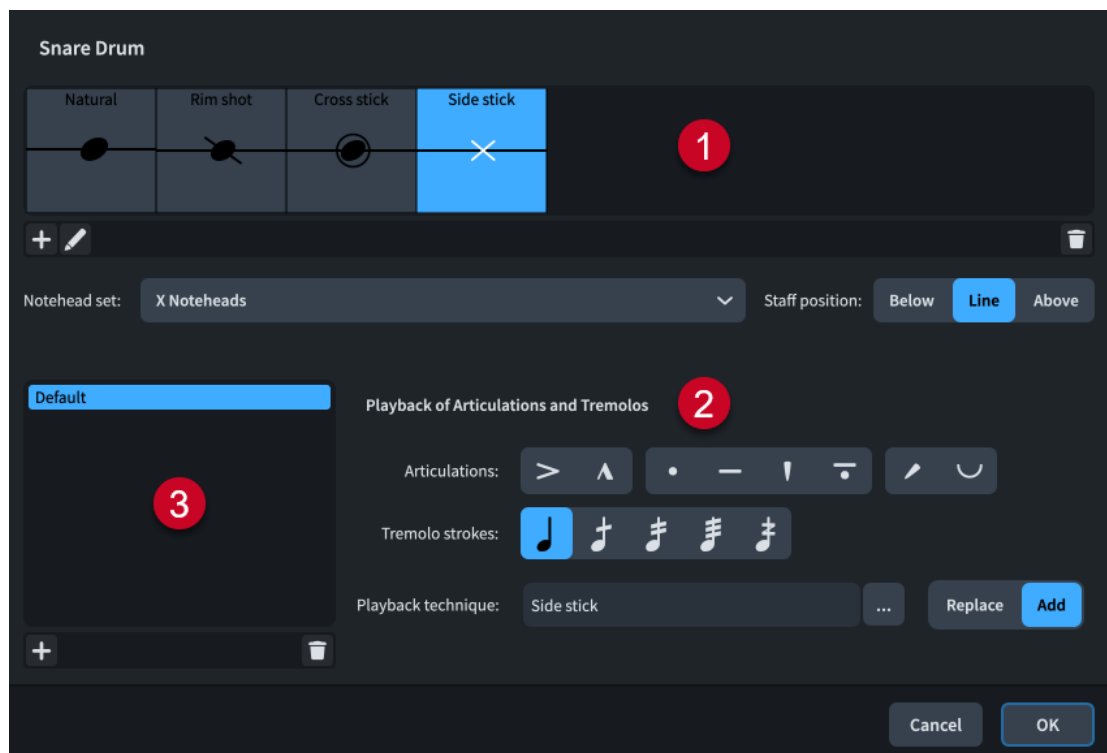 Snare Drum
Natural Rim shot Cross stick Side stick
1
Notehead set: X Noteheads Staff position: Below Line Above
Default
Playback of Articulations and Tremolos 2
Articulations:
3
Tremolo strokes:
Playback technique: Side stick ... Replace Add
Cancel OK